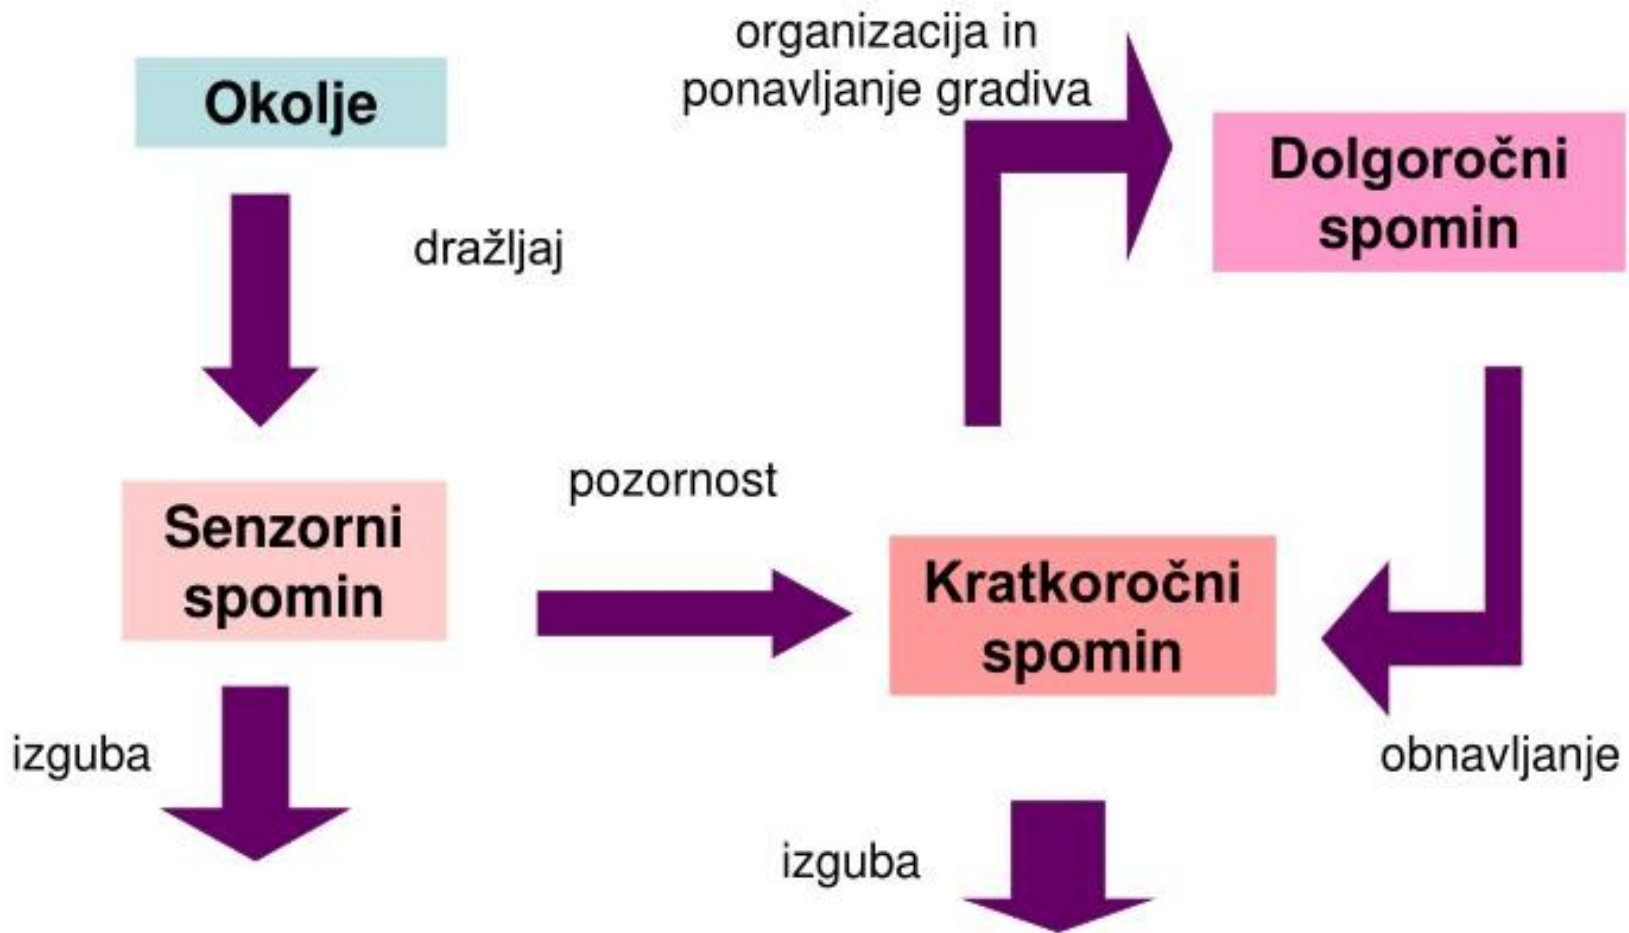 organizacija in
ponavljanje gradiva
Okolje
Dolgoročni
spomin
dražljaj
pozornost
Senzorni
spomin
Kratkoročni
spomin
izguba
obnavljanje
izguba